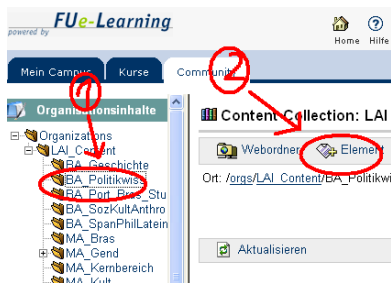 powered by FUe-Learning
Home Hilfe
Mein Campus Kurse Community
1 2
Organisationsinhalte
Content Collection: LAI
Organizations
LAI_Content
Webordner Element
BA_Geschichte
BA_Politikwiss
Ort: /orgs/LAI_Content/BA_Politikwi
BA_Port_Bras_Stu
BA_SozKultAnthro
BA_SpanPhilLatein
MA_Bras
MA_Gend
Aktualisieren
MA_Kernbereich
MA_Kult